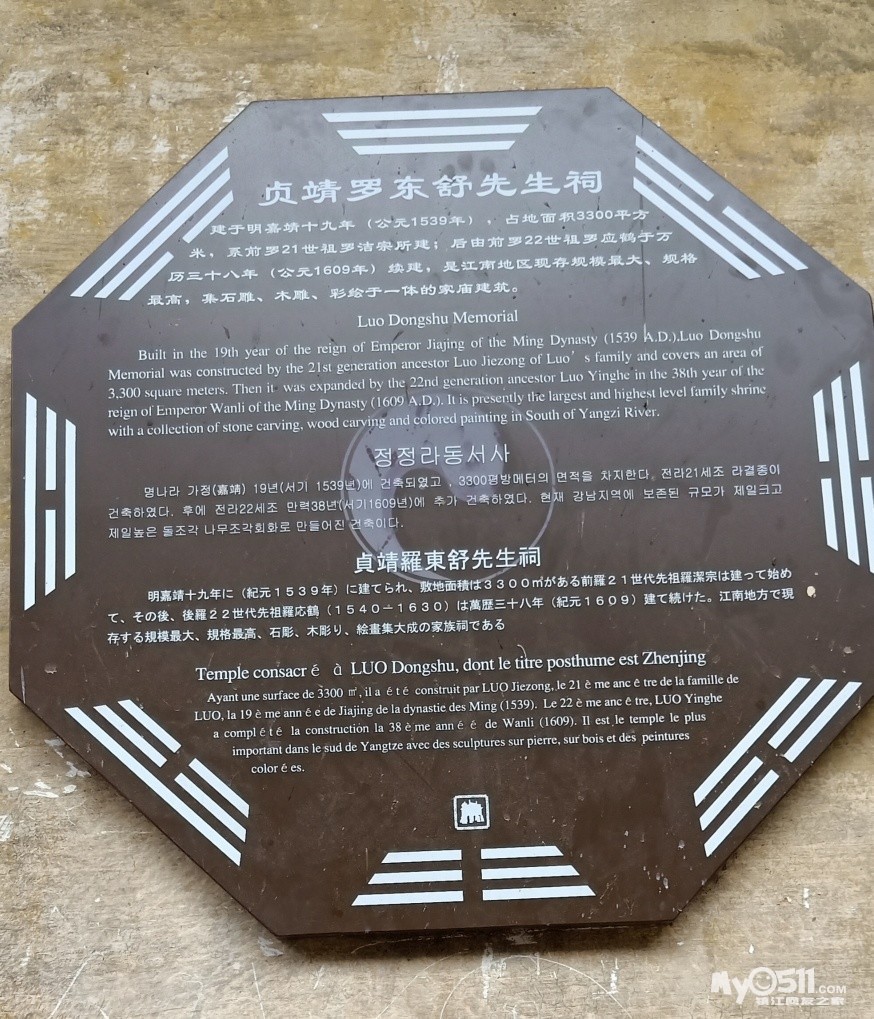 贞靖罗东舒先生祠
建于明嘉靖十九年（公元1539年），占地面积3300平方
米，系前罗21世祖罗洁宗所建；后由前罗22世祖罗应鹤于万
历三十八年（公元1609年）续建，是江南地区现存规模最大、规格
最高，集石雕、木雕、彩绘于一体的家庙建筑。
Luo Dongshu Memorial
Built in the 19th year of the reign of Emperor Jiajing of the Ming Dynasty (1539 A.D.),Luo Dongshu
Memorial was constructed by the 21st generation ancestor Luo Jiezong of Luo’s family and covers an area of
3,300 square meters. Then it was expanded by the 22nd generation ancestor Luo Yinghe in the 38th year of the
reign of Emperor Wanli of the Ming Dynasty (1609 A.D.). It is presently the largest and highest level family shrine
with a collection of stone carving, wood carving and colored painting in South of Yangzi River.
정정라동서사
명나라 가정(嘉靖) 19년(서기 1539년)에 건축되였고 , 3300평방메터의 면적을 차지한다. 전라21세조 라결종이
건축하였다. 후에 전라22세조 만력38년(서기1609년)에 추가 건축하였다. 현재 강남지역에 보존된 규모가 제일크고
제일높은 돌조각 나무조각회화로 만들어진 건축이다.
貞靖羅東舒先生祠
明嘉靖十九年に（紀元１５３９年）に建てられ、敷地面積は３３００㎡がある前羅２１世代先祖羅潔宗は建って始め
て、その後、後羅２２世代先祖羅応鶴（１５４０－１６３０）は萬歴三十八年（紀元１６０９）建て続けた。江南地方で現
存する規模最大、規格最高、石彫、木彫り、絵畫集大成の家族祠である
Temple consacr é à LUO Dongshu, dont le titre posthume est Zhenjing
Ayant une surface de 3300 ㎡, il a é t é construit par LUO Jiezong, le 21 è me anc ê tre de la famille de
LUO, la 19 è me ann é e de Jiajing de la dynastie des Ming (1539). Le 22 è me anc ê tre, LUO Yinghe
a compl é t é la construction la 38 è me ann é é de Wanli (1609). Il est le temple le plus
important dans le sud de Yangtze avec des sculptures sur pierre, sur bois et des peintures
color é es.
My0511.COM
镇江网友之家